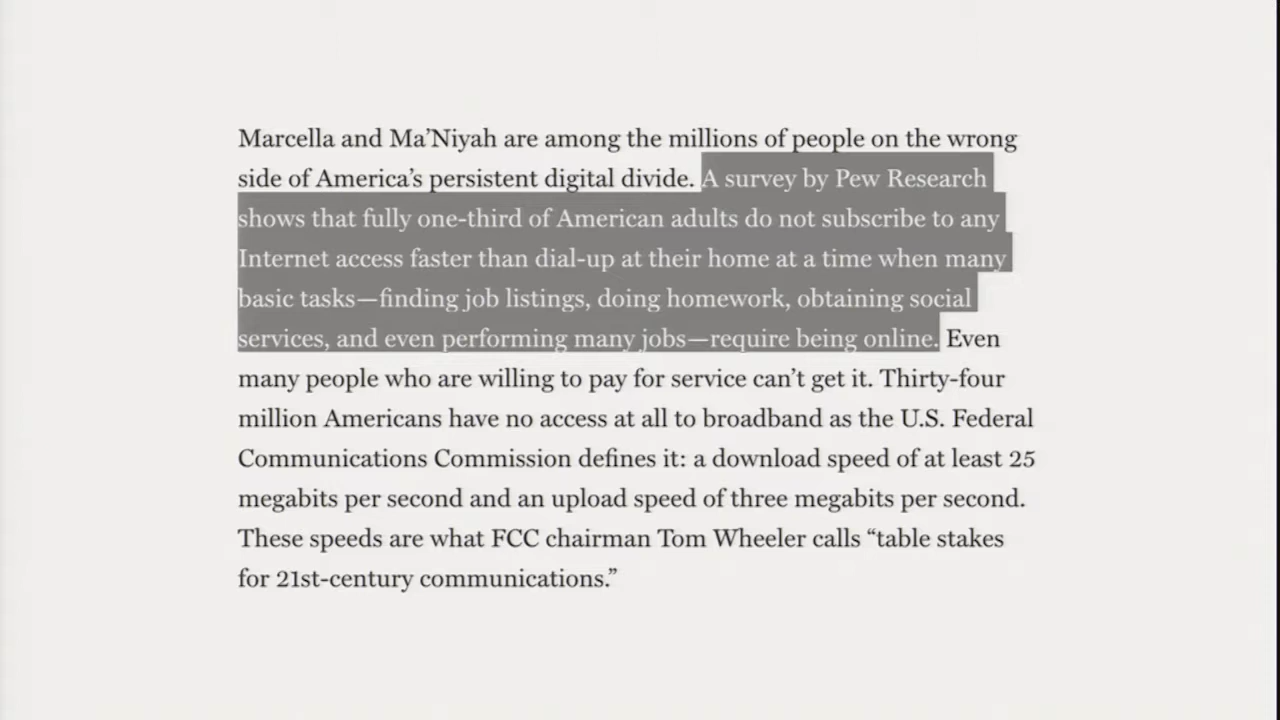 Marcella and Ma’Niyah are among the millions of people on the wrong
side of America’s persistent digital divide. A survey by Pew Research
shows that fully one-third of American adults do not subscribe to any
Internet access faster than dial-up at their home at a time when many
basic tasks—finding job listings, doing homework, obtaining social
services, and even performing many jobs—require being online. Even
many people who are willing to pay for service can’t get it. Thirty-four
million Americans have no access at all to broadband as the U.S. Federal
Communications Commission defines it: a download speed of at least 25
megabits per second and an upload speed of three megabits per second.
These speeds are what FCC chairman Tom Wheeler calls “table stakes
for 21st-century communications.”